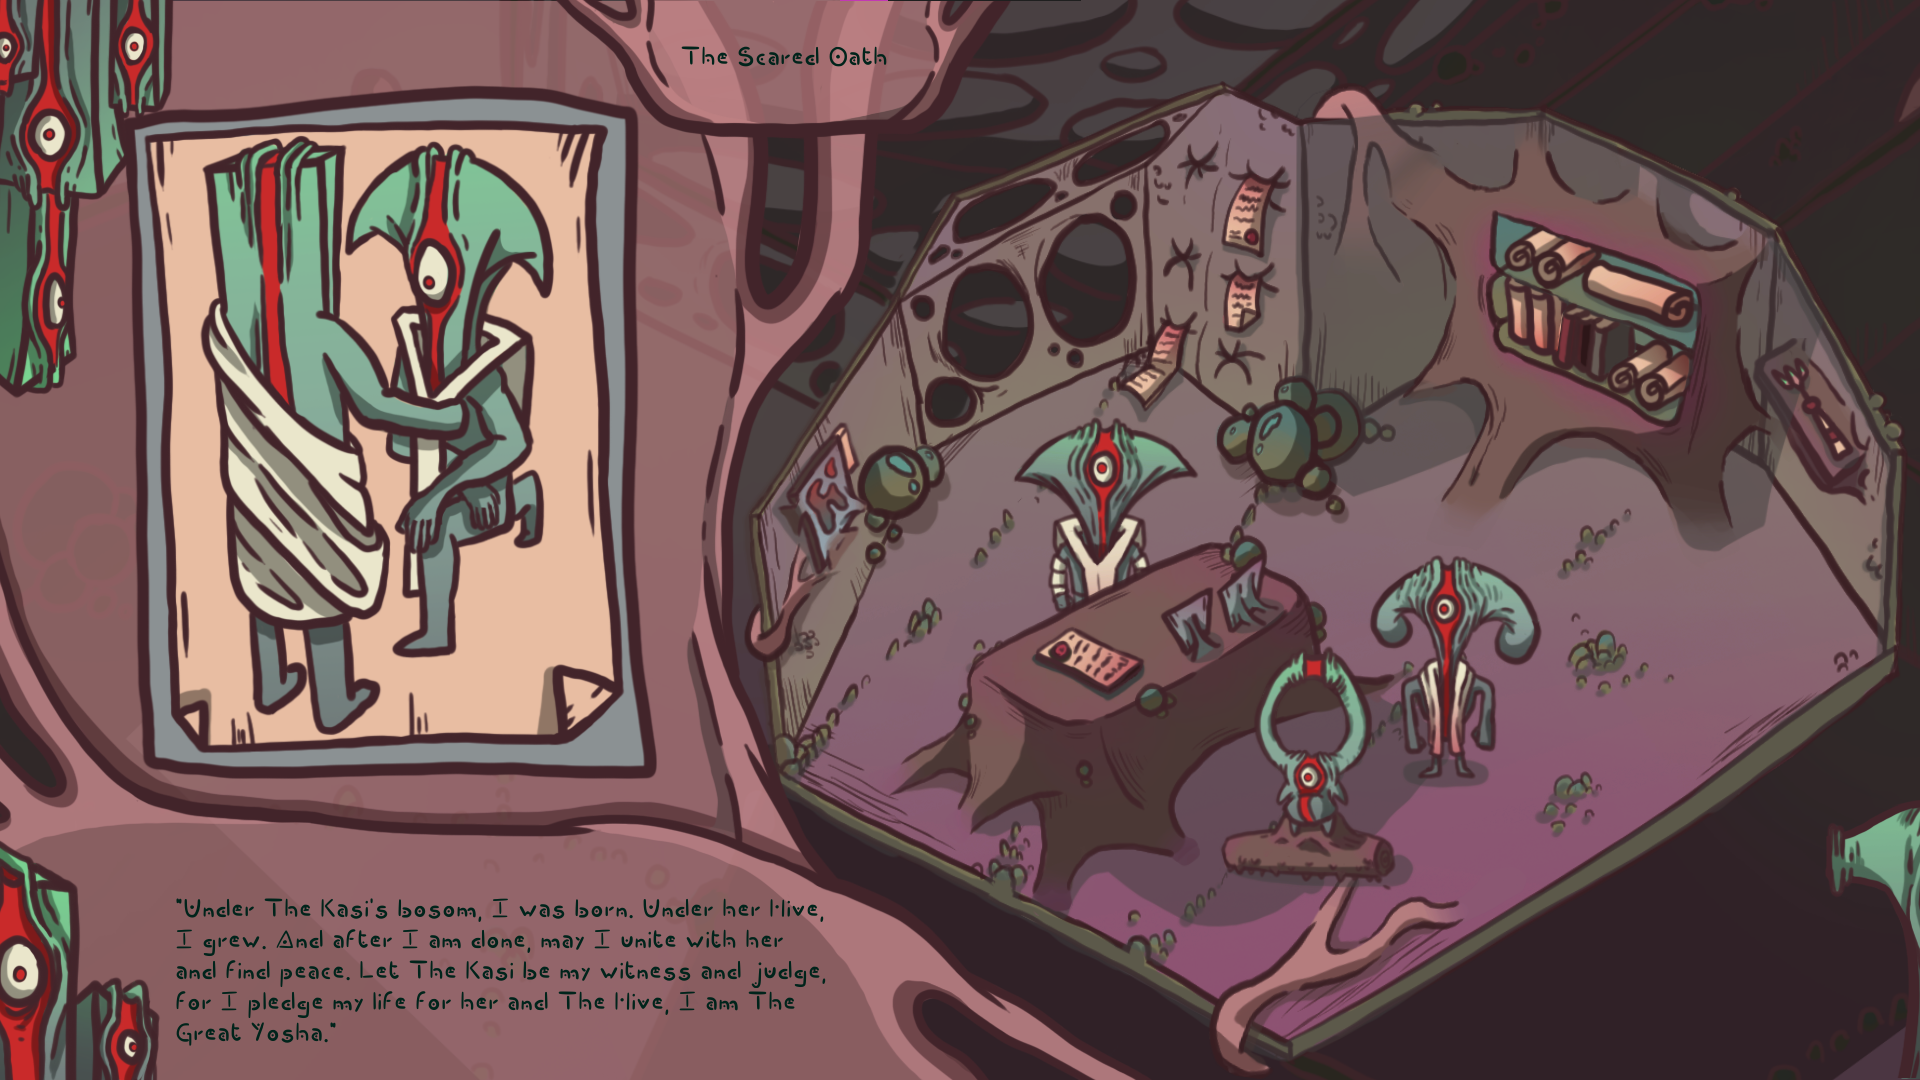 The Scared Oath
"Under The Kasi's bosom, I was born. Under her Hive,
I grew. And after I am done, may I unite with her
and find peace. Let The Kasi be my witness and judge,
for I pledge my life for her and The Hive, I am The
Great Yosha."